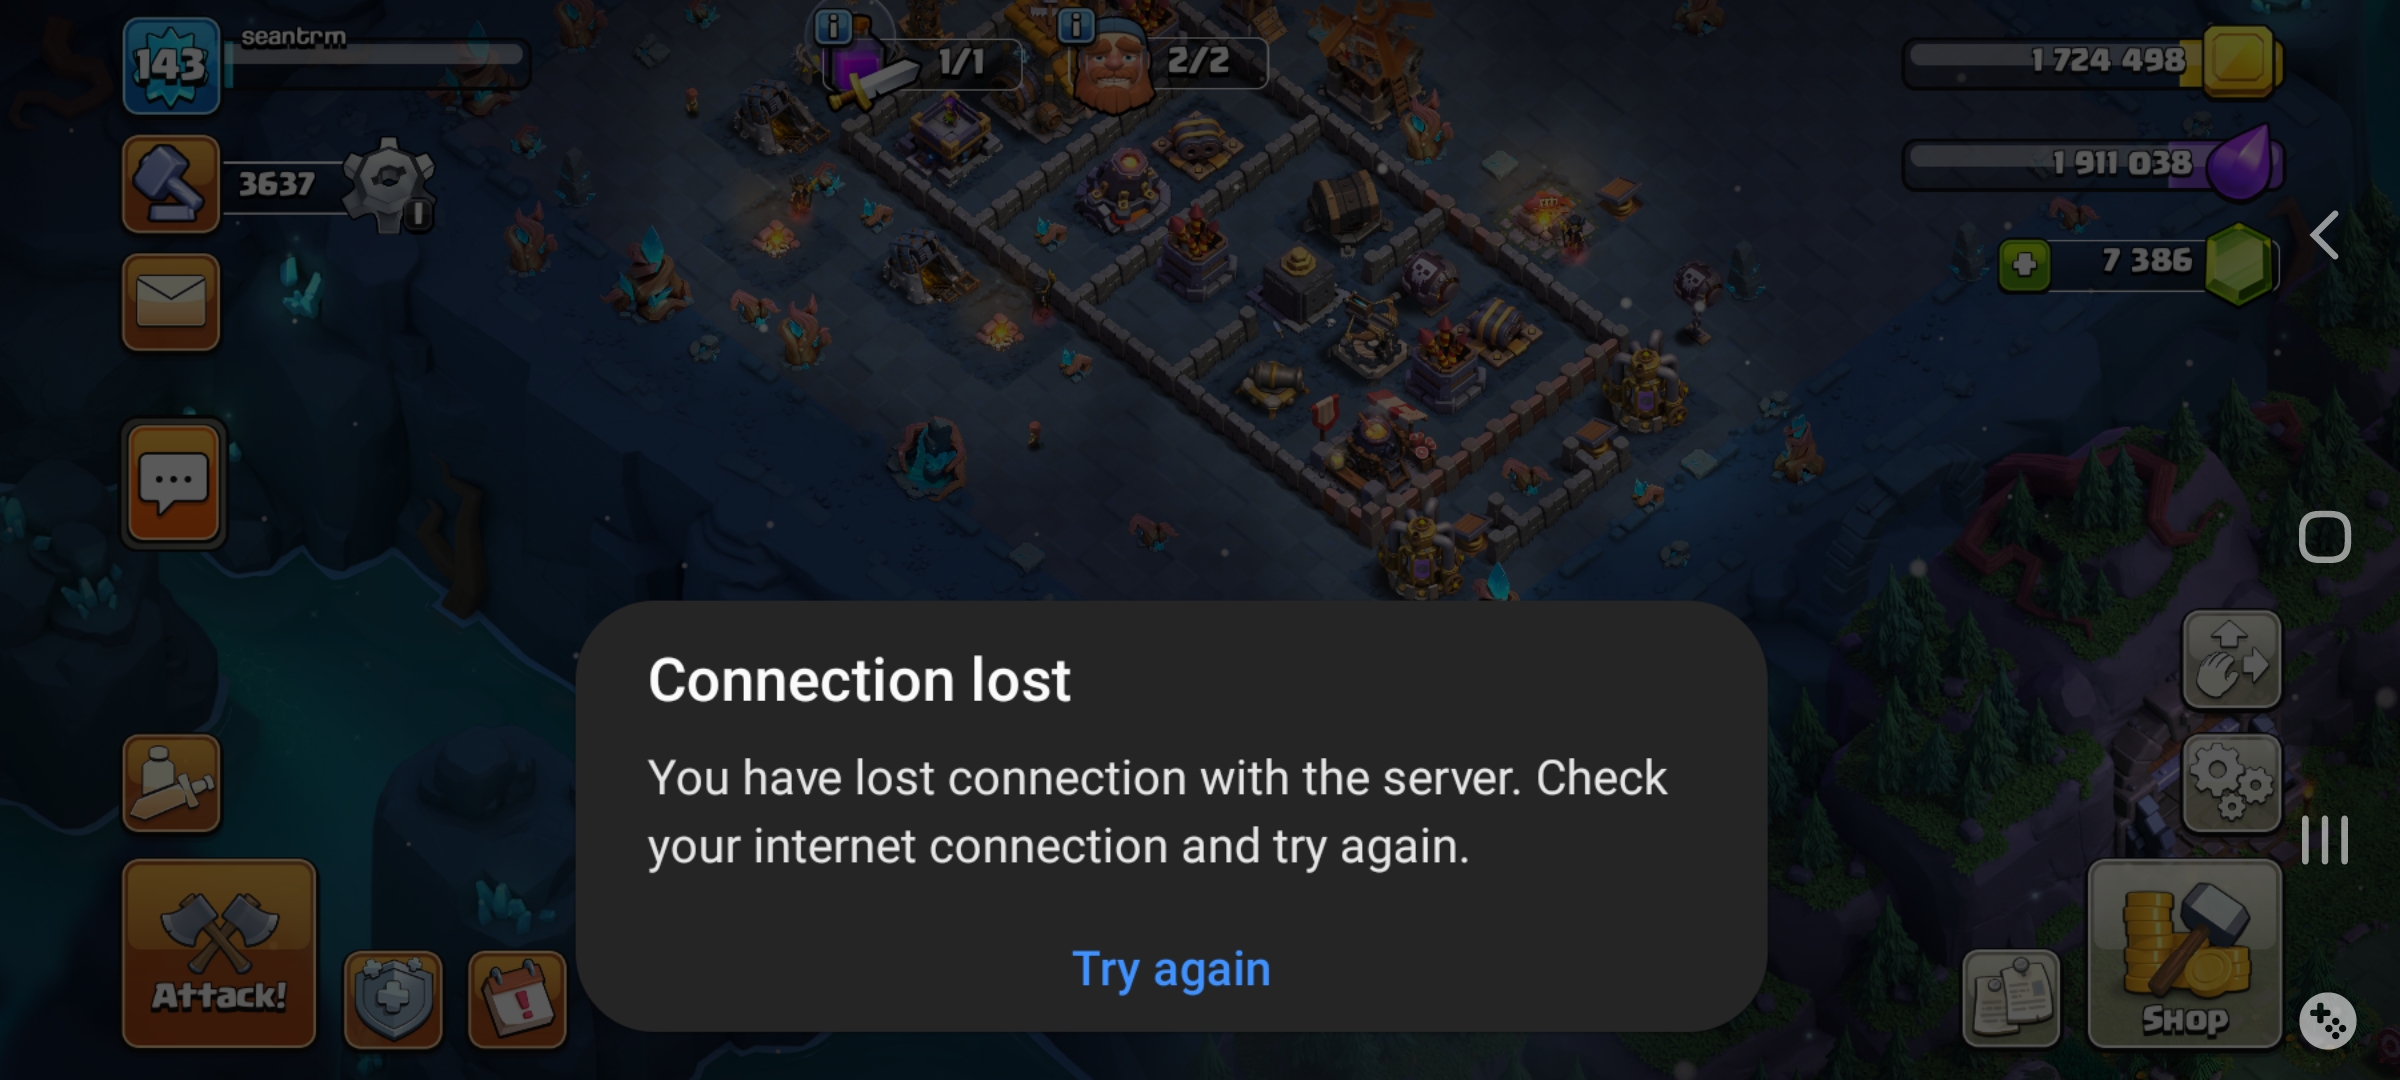 143
seantrm
1/1
2/2
1 724 498
3637
1 911 038
7 386
Connection lost
You have lost connection with the server. Check
your internet connection and try again.
Try again
Attack!
Shop